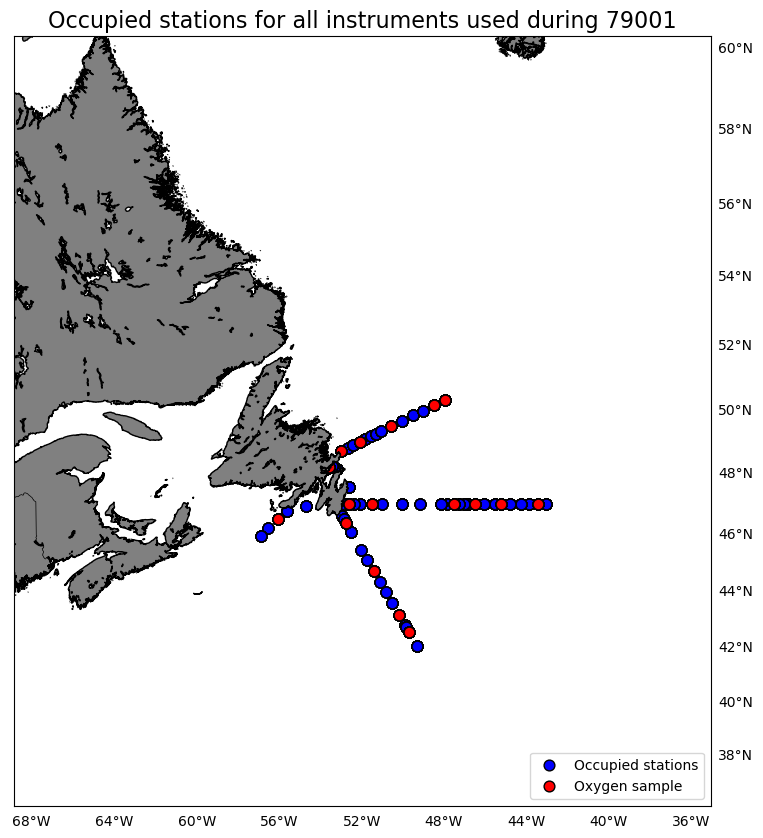 Occupied stations for all instruments used during 79001
60°N
58°N
56°N
54°N
52°N
50°N
48°N
46°N
44°N
42°N
40°N
38°N
Occupied stations
Oxygen sample
68°W 64°W 60°W 56°W 52°W 48°W 44°W 40°W 36°W